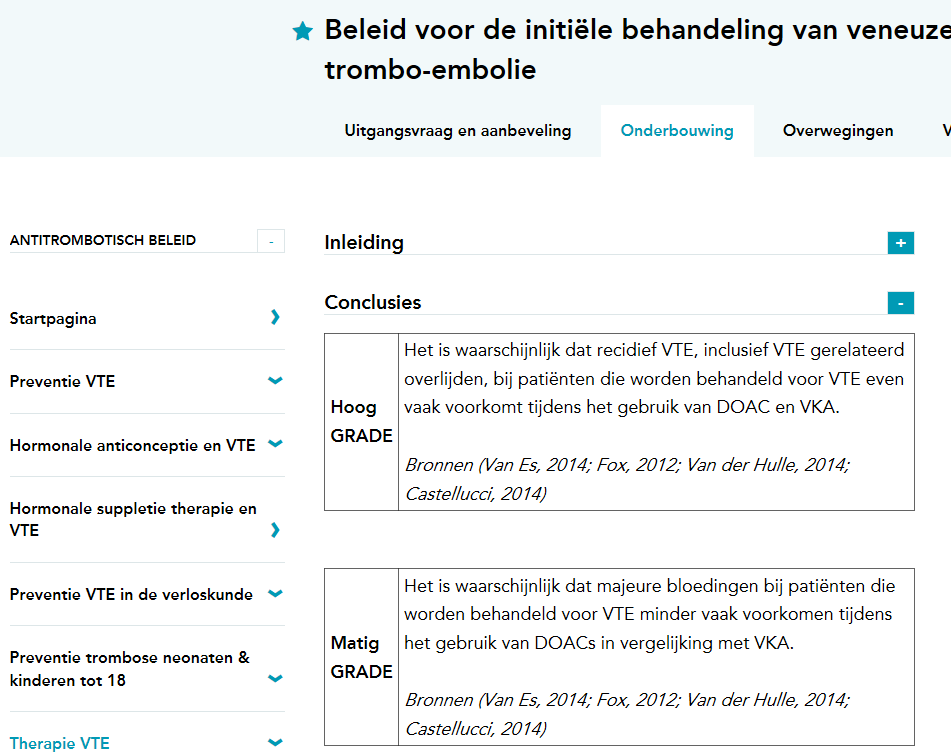 Beleid voor de initiële behandeling van veneuze
trombo-embolie
Uitgangsvraag en aanbeveling
Onderbouwing
Overwegingen
ANTITROMBOTISCH BELEID
-
Startpagina
Preventie VTE
Hormonale anticonceptie en VTE
Hormonale suppletie therapie en
VTE
Preventie VTE in de verloskunde
Preventie trombose neonaten &
kinderen tot 18
Therapie VTE
Inleiding
+
Conclusies
-
Hoog
GRADE
Het is waarschijnlijk dat recidief VTE, inclusief VTE gerelateerd
overlijden, bij patiënten die worden behandeld voor VTE even
vaak voorkomt tijdens het gebruik van DOAC en VKA.
Bronnen (Van Es, 2014; Fox, 2012; Van der Hulle, 2014;
Castellucci, 2014)
Matig
GRADE
Het is waarschijnlijk dat majeure bloedingen bij patiënten die
worden behandeld voor VTE minder vaak voorkomen tijdens
het gebruik van DOACs in vergelijking met VKA.
Bronnen (Van Es, 2014; Fox, 2012; Van der Hulle, 2014;
Castellucci, 2014)